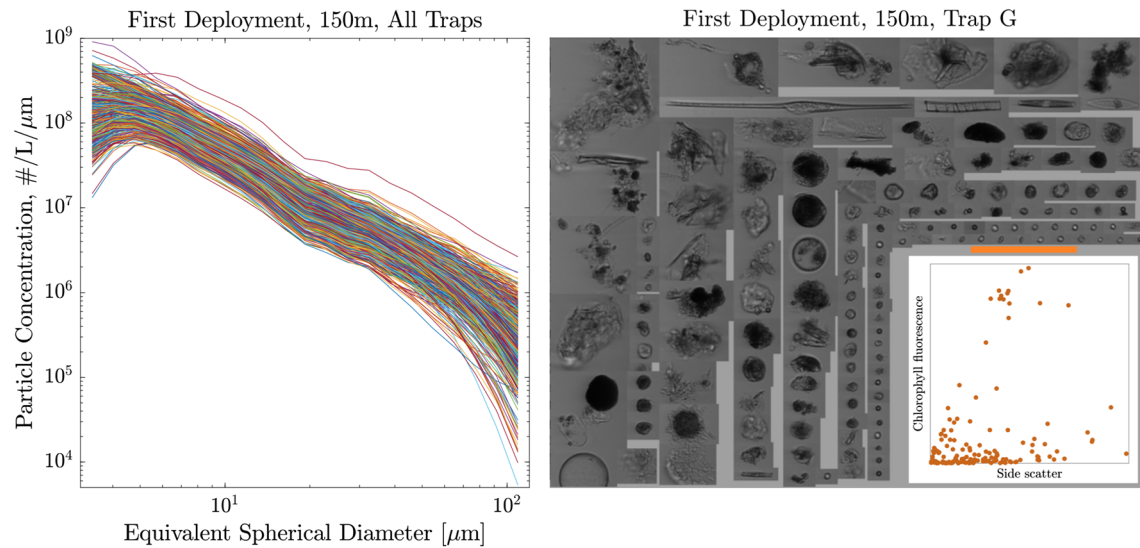 First Deployment, 150m, All Traps
10^9
10^8
10^7
10^6
10^5
10^4
Particle Concentration, #/L/μm
10^1
10^2
Equivalent Spherical Diameter [μm]
First Deployment, 150m, Trap G
Chlorophyll fluorescence
Side scatter